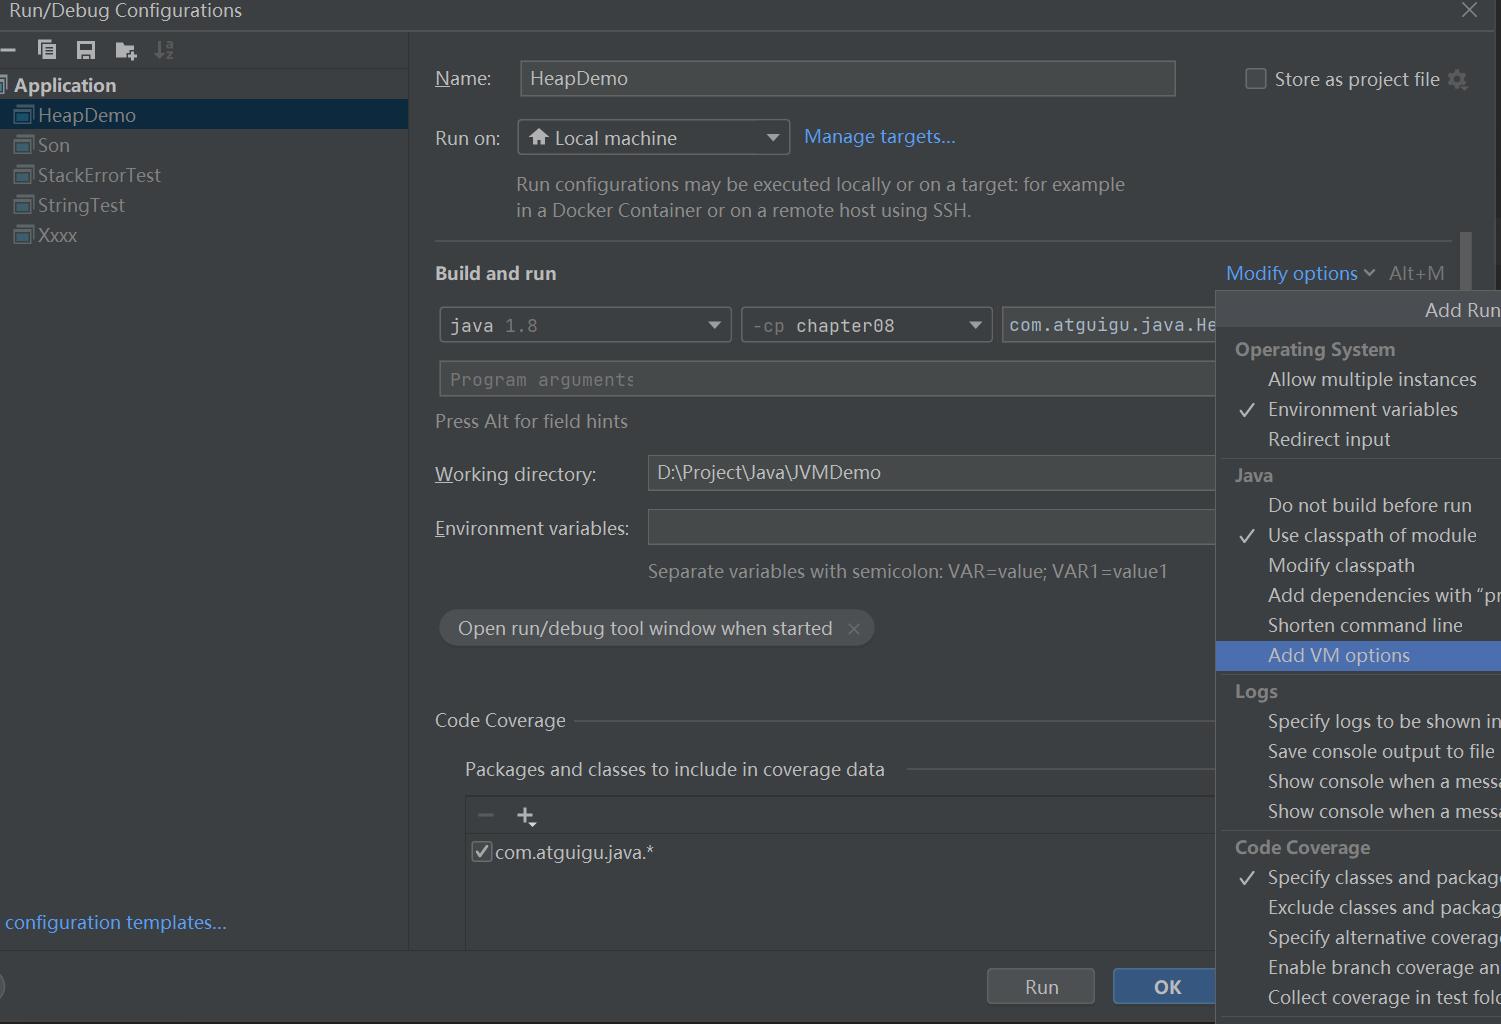 Run/Debug Configurations
Application
HeapDemo
Son
StackErrorTest
StringTest
Xxxx
configuration templates...
Name:
HeapDemo
Store as project file
Run on:
Local machine
Manage targets...
Run configurations may be executed locally or on a target: for example
in a Docker Container or on a remote host using SSH.
Build and run
Modify options
Alt+M
java 1.8
-cp chapter08
com.atguigu.java.He
Program arguments
Press Alt for field hints
Working directory:
D:\Project\Java\JVMDemo
Environment variables:
Separate variables with semicolon: VAR=value; VAR1=value1
Open run/debug tool window when started
Code Coverage
Packages and classes to include in coverage data
com.atguigu.java.*
Run
OK
Add Run
Operating System
Allow multiple instances
Environment variables
Redirect input
Java
Do not build before run
Use classpath of module
Modify classpath
Add dependencies with “pr
Shorten command line
Add VM options
Logs
Specify logs to be shown in
Save console output to file
Show console when a messa
Show console when a messa
Code Coverage
Specify classes and package
Exclude classes and packag
Specify alternative coverage
Enable branch coverage an
Collect coverage in test fold